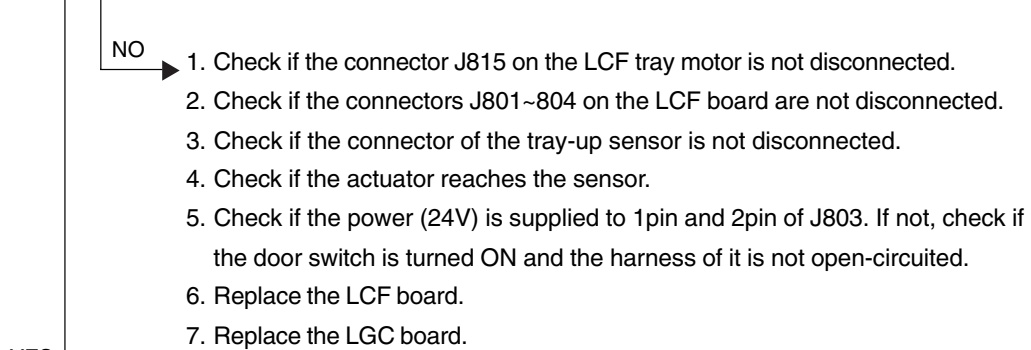 NO
1. Check if the connector J815 on the LCF tray motor is not disconnected.
2. Check if the connectors J801~804 on the LCF board are not disconnected.
3. Check if the connector of the tray-up sensor is not disconnected.
4. Check if the actuator reaches the sensor.
5. Check if the power (24V) is supplied to 1pin and 2pin of J803. If not, check if
the door switch is turned ON and the harness of it is not open-circuited.
6. Replace the LCF board.
7. Replace the LGC board.